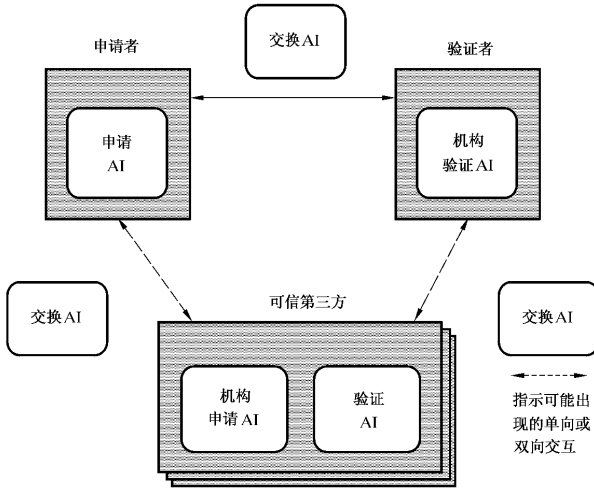 交换AI
申请者
验证者
申请
AI
机构
验证AI
可信第三方
交换AI
交换AI
机构
申请AI
验证
AI
指示可能出
现的单向或
双向交互